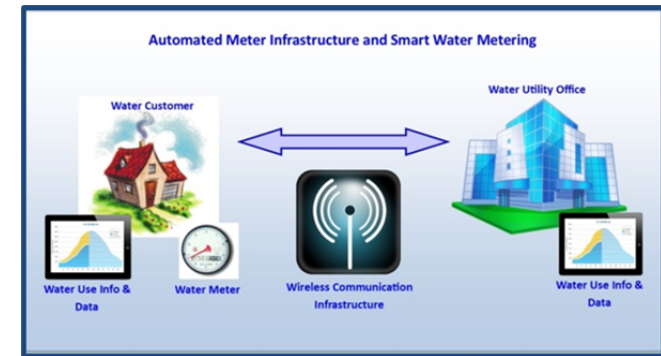 Automated Meter Infrastructure and Smart Water Metering
Water Customer
Water Utility Office
Water Use Info &
Data
Water Meter
Wireless Communication
Infrastructure
Water Use Info &
Data